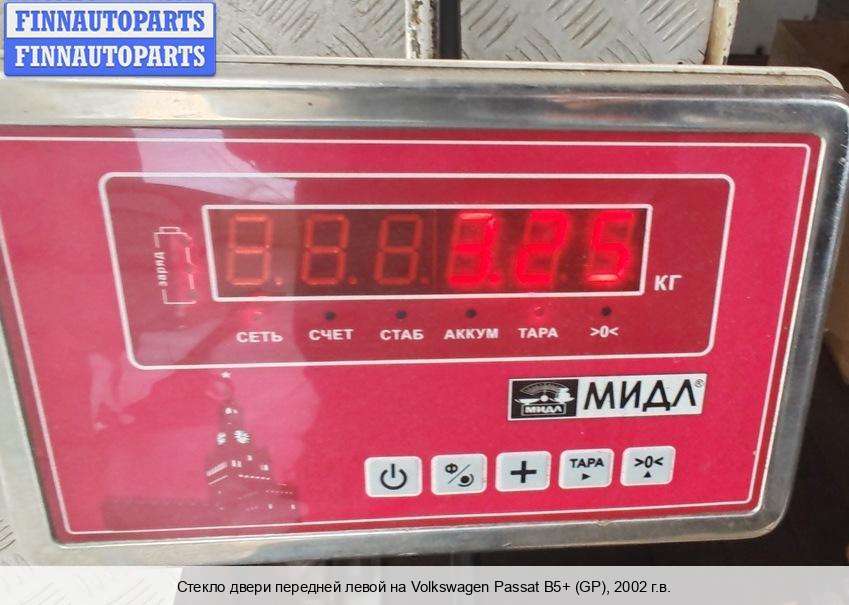 FINNAUTOPARTS
FINNAUTOPARTS
заряд
3.25
КГ
СЕТЬ СЧЕТ СТАБ АККУМ ТАРА >0<
МИДЛ МИДЛ®
Ф ТАРА >0<
Стекло двери передней левой на Volkswagen Passat B5+ (GP), 2002 г.в.